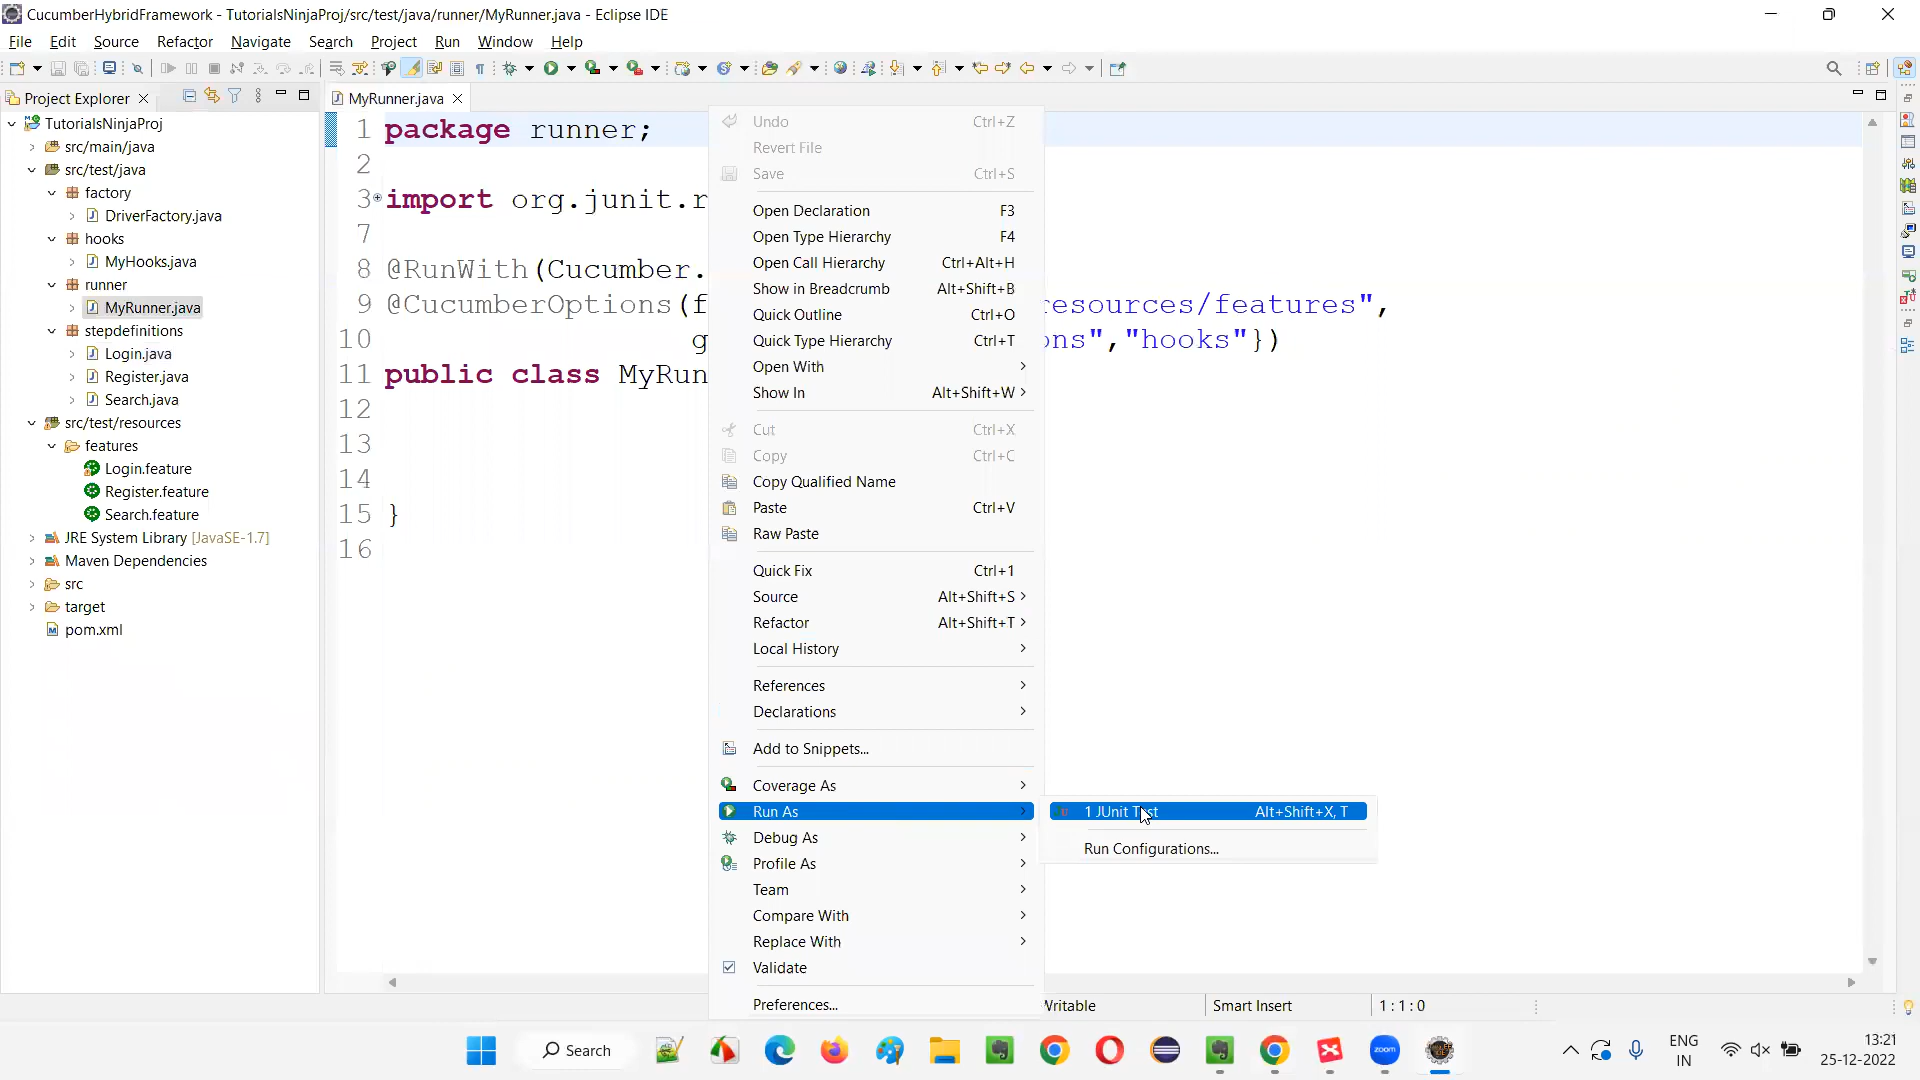 CucumberHybridFramework - TutorialsNinjaProj/src/test/java/runner/MyRunner.java - Eclipse IDE
File Edit Source Refactor Navigate Search Project Run Window Help
Project Explorer
MyRunner.java
TutorialsNinjaProj
src/main/java
src/test/java
factory
DriverFactory.java
hooks
MyHooks.java
runner
MyRunner.java
stepdefinitions
Login.java
Register.java
Search.java
src/test/resources
features
Login.feature
Register.feature
Search.feature
JRE System Library [JavaSE-1.7]
Maven Dependencies
src
target
pom.xml
1 package runner;
2
3 import org.junit.r
7
8 @RunWith(Cucumber.
9 @CucumberOptions(f esources/features",
10 g ons","hooks"})
11 public class MyRun
12
13
14
15 }
16
Undo Ctrl+Z
Revert File
Save Ctrl+S
Open Declaration F3
Open Type Hierarchy F4
Open Call Hierarchy Ctrl+Alt+H
Show in Breadcrumb Alt+Shift+B
Quick Outline Ctrl+O
Quick Type Hierarchy Ctrl+T
Open With
Show In Alt+Shift+W
Cut Ctrl+X
Copy Ctrl+C
Copy Qualified Name
Paste Ctrl+V
Raw Paste
Quick Fix Ctrl+1
Source Alt+Shift+S
Refactor Alt+Shift+T
Local History
References
Declarations
Add to Snippets...
Coverage As
Run As
Debug As
Profile As
Team
Compare With
Replace With
Validate
Preferences...
1 JUnit Test Alt+Shift+X, T
Run Configurations...
Writable Smart Insert 1 : 1 : 0
Search
zoom
ENG
IN
13:21
25-12-2022